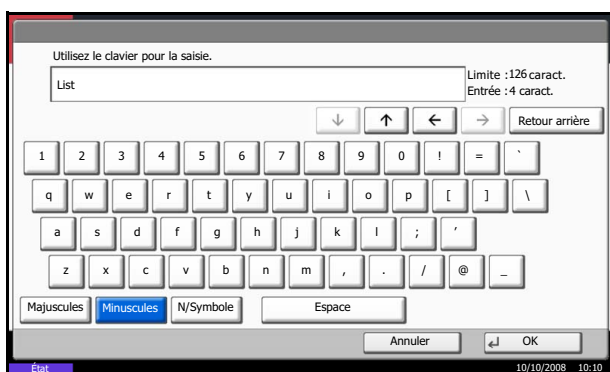 Utilisez le clavier pour la saisie.
List
Limite :126 caract.
Entrée :4 caract.
↓ ↑ ← → Retour arrière
1 2 3 4 5 6 7 8 9 0 ! = `
q w e r t y u i o p [ ] \
a s d f g h j k l ; ′
z x c v b n m , . / @ _
Majuscules Minuscules N/Symbole Espace
Annuler OK
État 10/10/2008 10:10